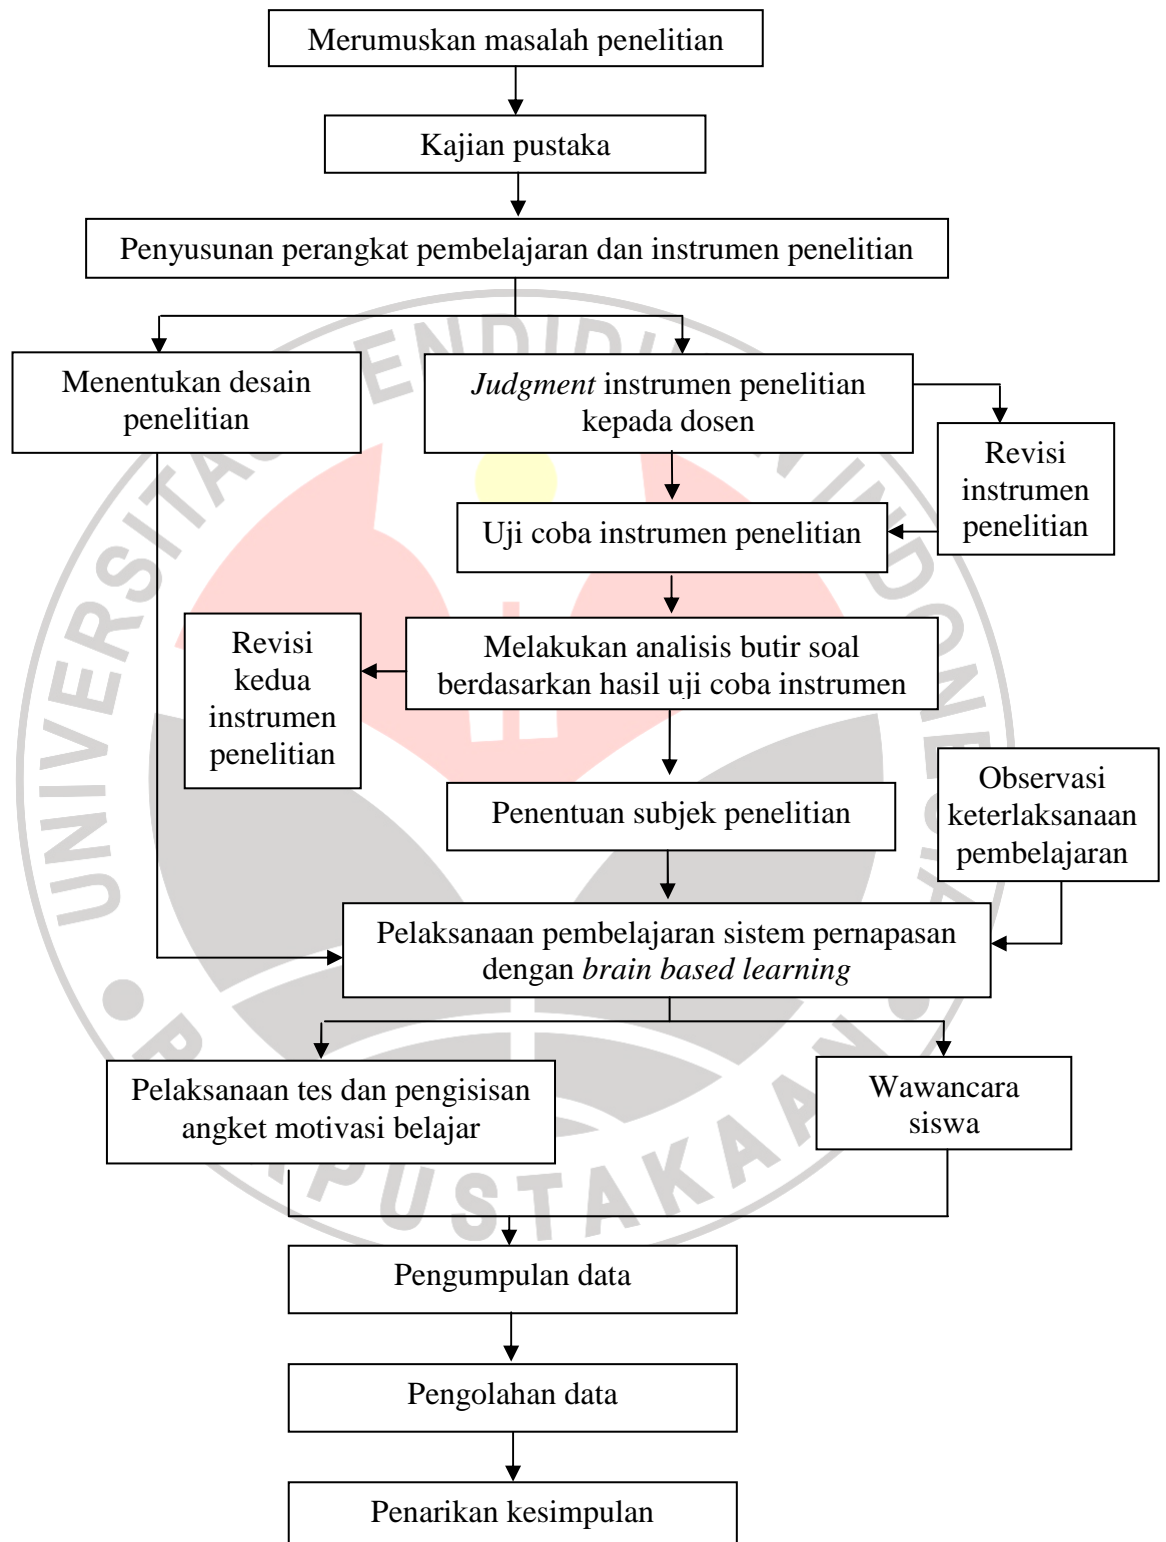 Merumuskan masalah penelitian
Kajian pustaka
Penyusunan perangkat pembelajaran dan instrumen penelitian
Menentukan desain
penelitian
Judgment instrumen penelitian
kepada dosen
Revisi
instrumen
penelitian
Uji coba instrumen penelitian
Revisi
kedua
instrumen
penelitian
Melakukan analisis butir soal
berdasarkan hasil uji coba instrumen
Penentuan subjek penelitian
Observasi
keterlaksanaan
pembelajaran
Pelaksanaan pembelajaran sistem pernapasan
dengan brain based learning
Pelaksanaan tes dan pengisisan
angket motivasi belajar
Wawancara
siswa
Pengumpulan data
Pengolahan data
Penarikan kesimpulan